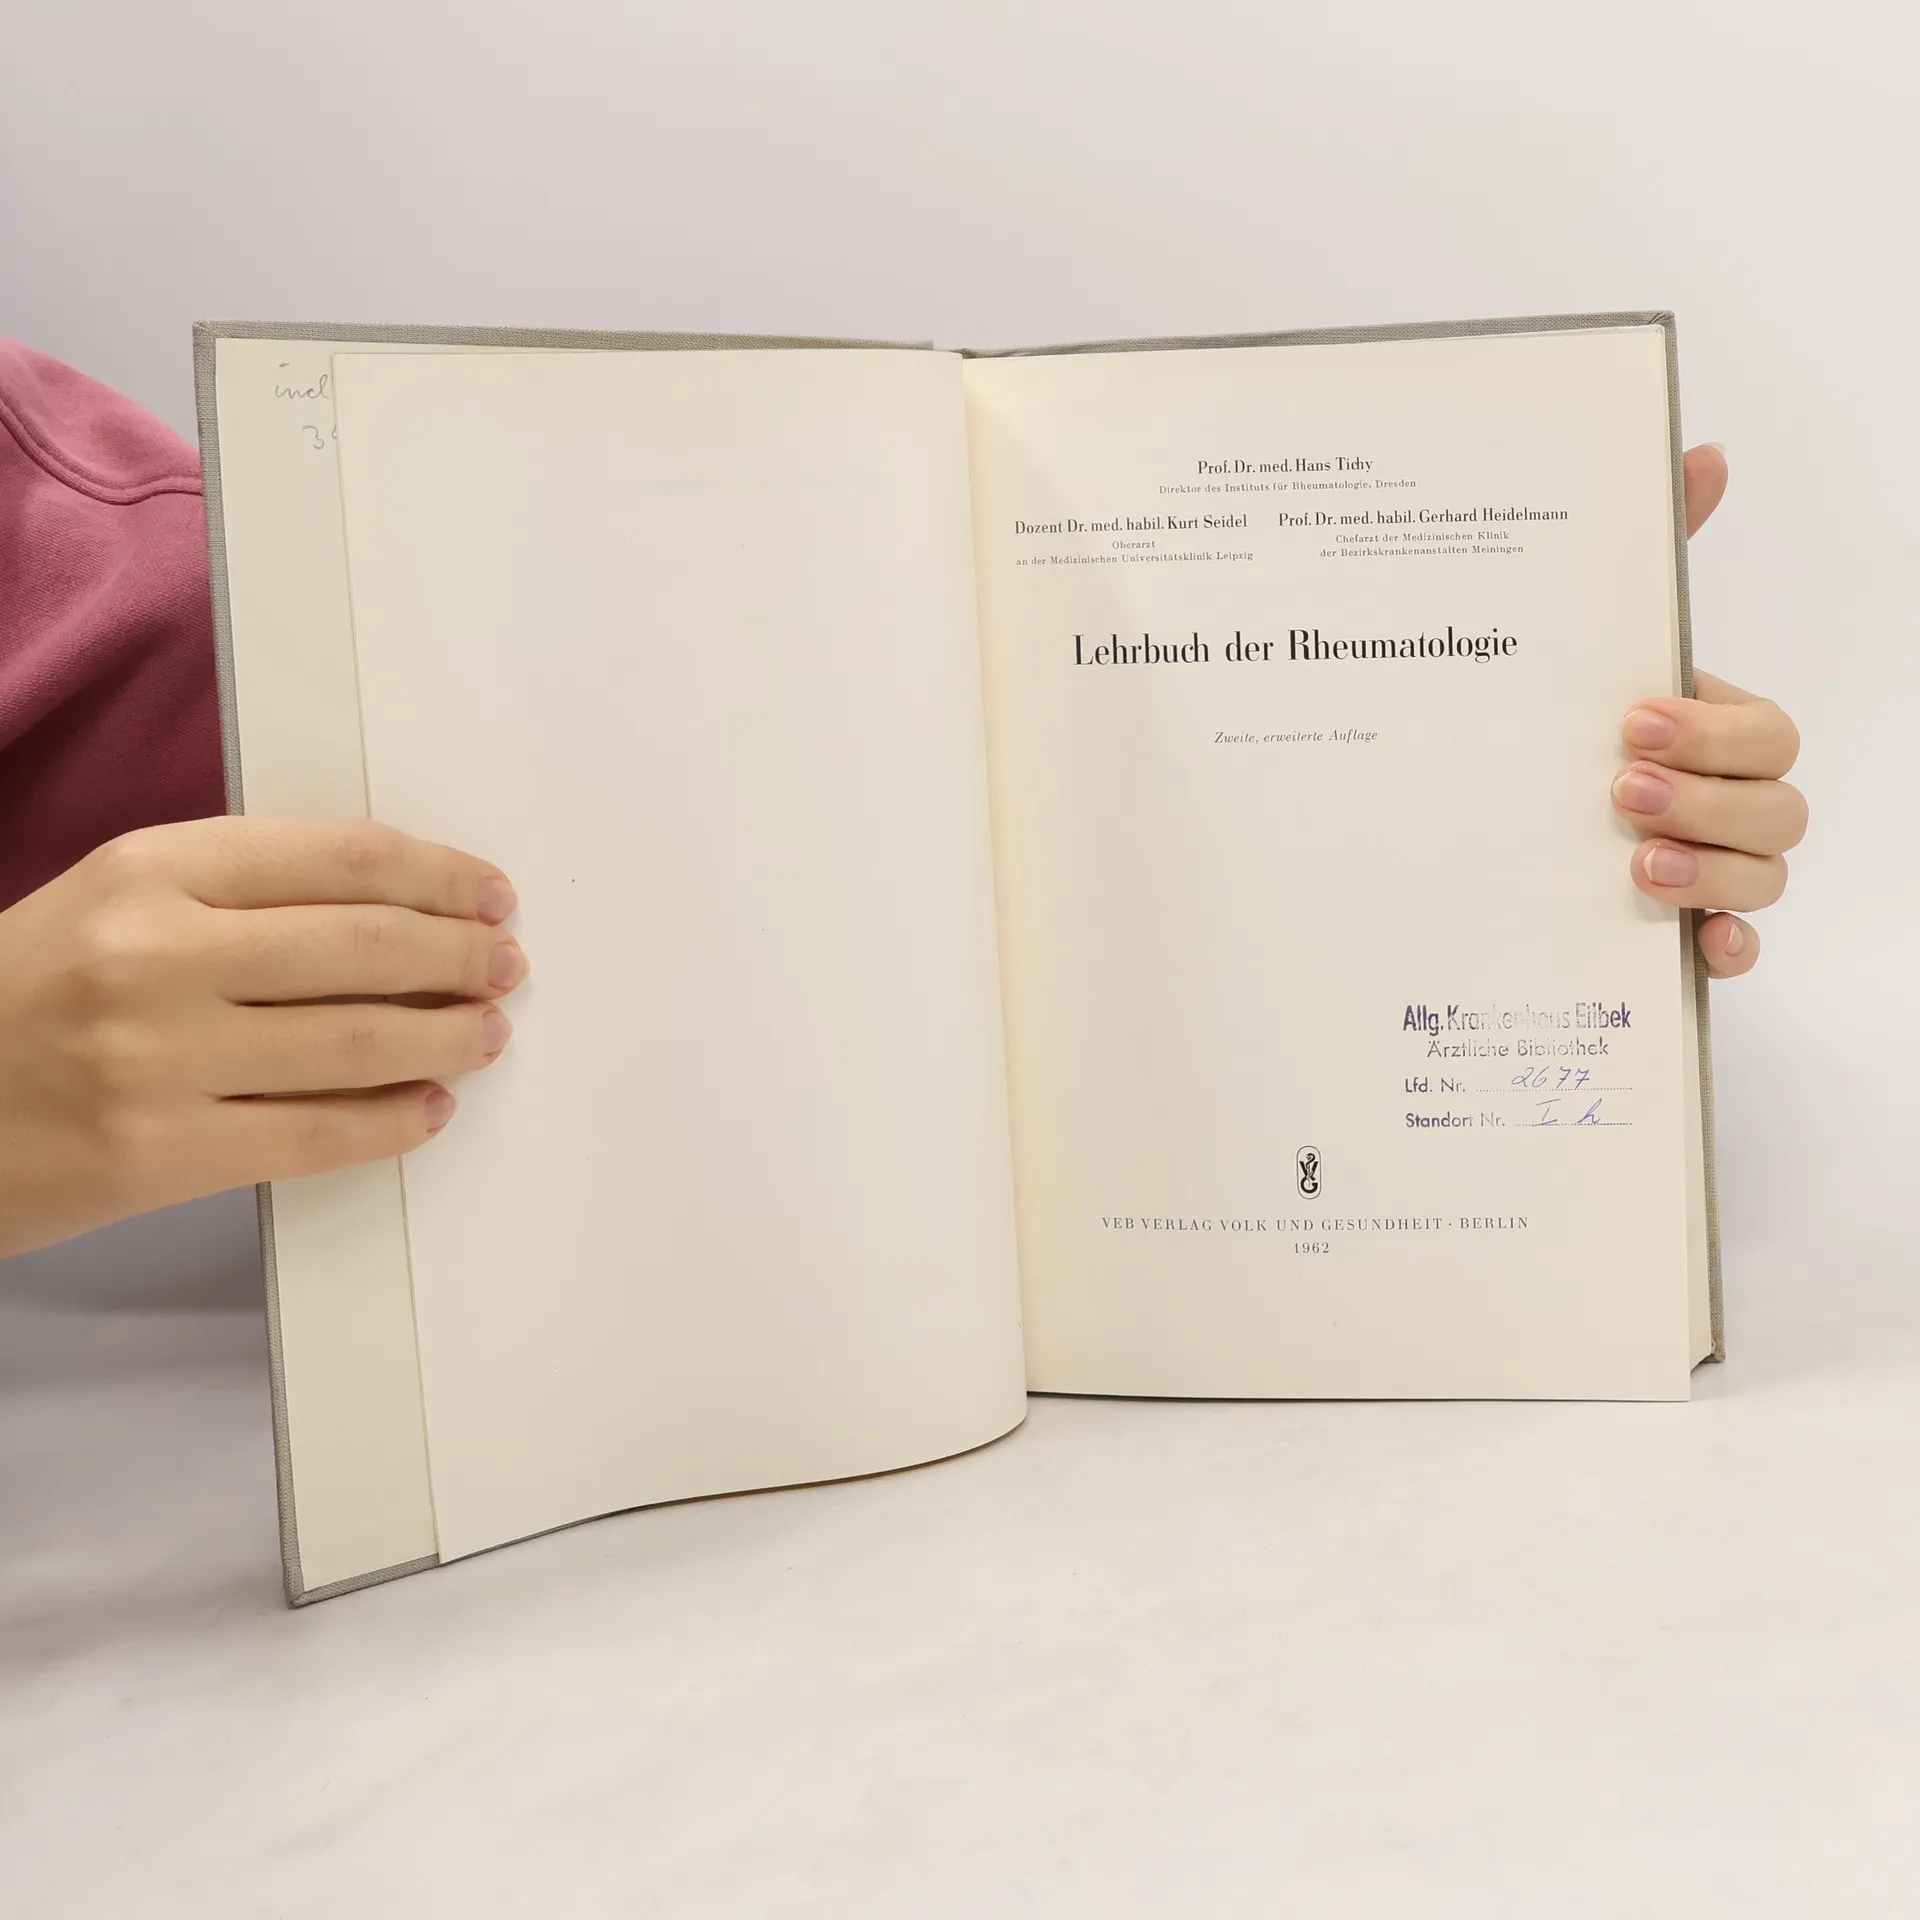 incl
Prof. Dr. med. Hans Tichy
Direktor des Instituts für Rheumatologie, Dresden
Dozent Dr. med. habil. Kurt Seidel
Oberarzt
an der Medizinischen Universitätsklinik Leipzig
Prof. Dr. med. habil. Gerhard Heidelmann
Chefarzt der Medizinischen Klinik
der Bezirkskrankenanstalten Meiningen
Lehrbuch der Rheumatologie
Zweite, erweiterte Auflage
Allg. Krankenhaus Eilbek
Ärztliche Bibliothek
Lfd. Nr. 2677
Standort Nr. I h
VEB VERLAG VOLK UND GESUNDHEIT · BERLIN
1962